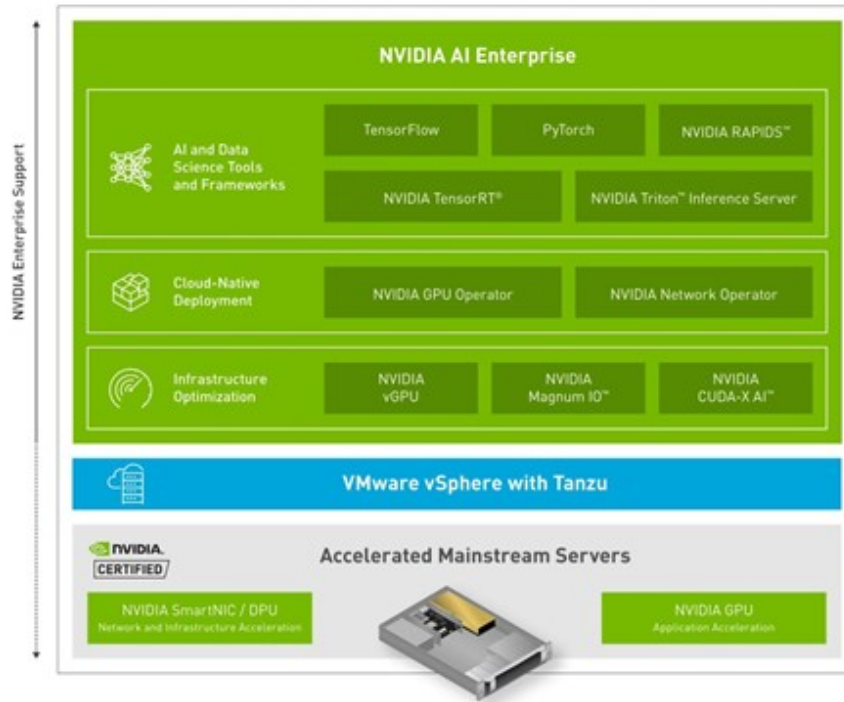 NVIDIA Enterprise Support
NVIDIA AI Enterprise
AI and Data
Science Tools
and Frameworks
TensorFlow
PyTorch
NVIDIA RAPIDS™
NVIDIA TensorRT®
NVIDIA Triton™ Inference Server
Cloud-Native
Deployment
NVIDIA GPU Operator
NVIDIA Network Operator
Infrastructure
Optimization
NVIDIA
vGPU
NVIDIA
Magnum IO™
NVIDIA
CUDA-X AI™
VMware vSphere with Tanzu
NVIDIA.
CERTIFIED
Accelerated Mainstream Servers
NVIDIA SmartNIC / DPU
Network and Infrastructure Acceleration
NVIDIA GPU
Application Acceleration